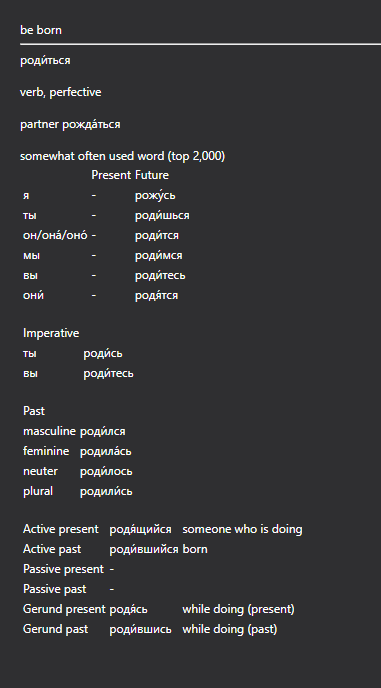 be born
роди́ться
verb, perfective
partner рожда́ться
somewhat often used word (top 2,000)
Present Future
я - рожу́сь
ты - роди́шься
он/она́/оно́ - роди́тся
мы - роди́мся
вы - роди́тесь
они́ - родя́тся
Imperative
ты роди́сь
вы роди́тесь
Past
masculine роди́лся
feminine родила́сь
neuter роди́лось
plural родили́сь
Active present родя́щийся someone who is doing
Active past роди́вшийся born
Passive present -
Passive past -
Gerund present родя́сь while doing (present)
Gerund past роди́вшись while doing (past)